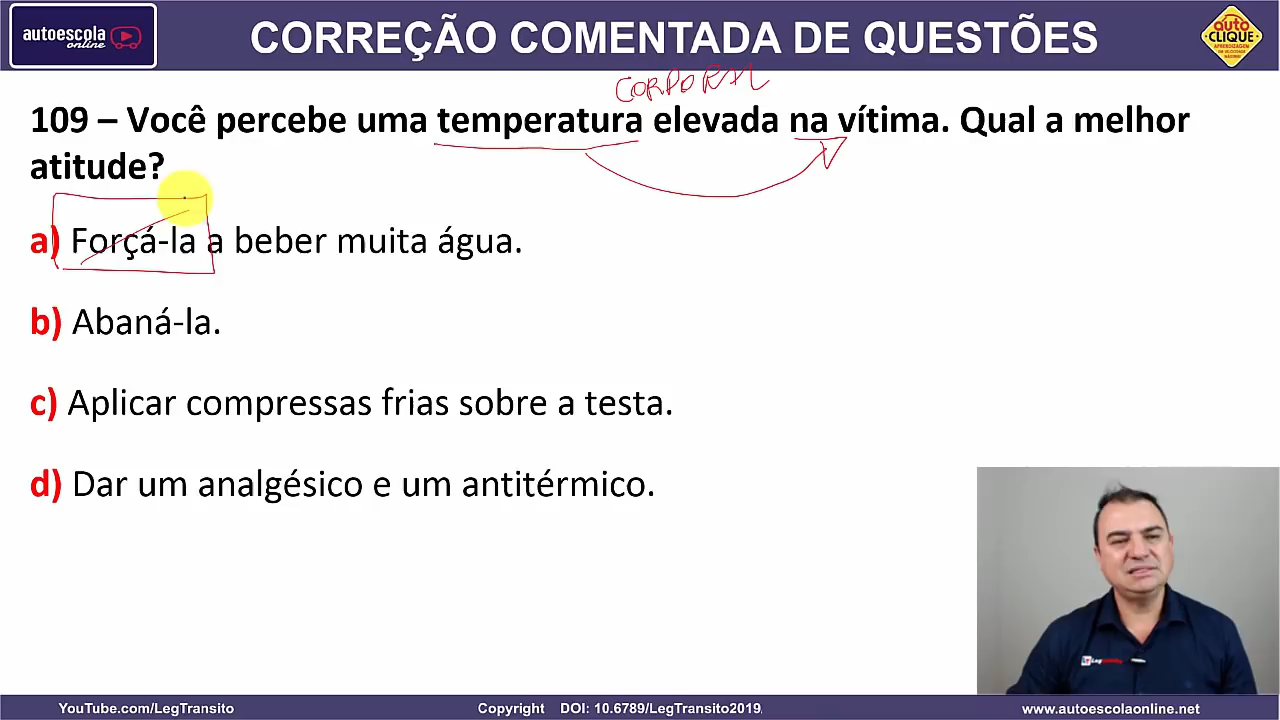 autoescola
online
CORREÇÃO COMENTADA DE QUESTÕES
auto
CLIQUE
CORPORAL
109 – Você percebe uma temperatura elevada na vítima. Qual a melhor
atitude?
a) Forçá-la a beber muita água.
b) Abaná-la.
c) Aplicar compressas frias sobre a testa.
d) Dar um analgésico e um antitérmico.
YouTube.com/LegTransito
Copyright DOI: 10.6789/LegTransito2019.
www.autoescolaonline.net